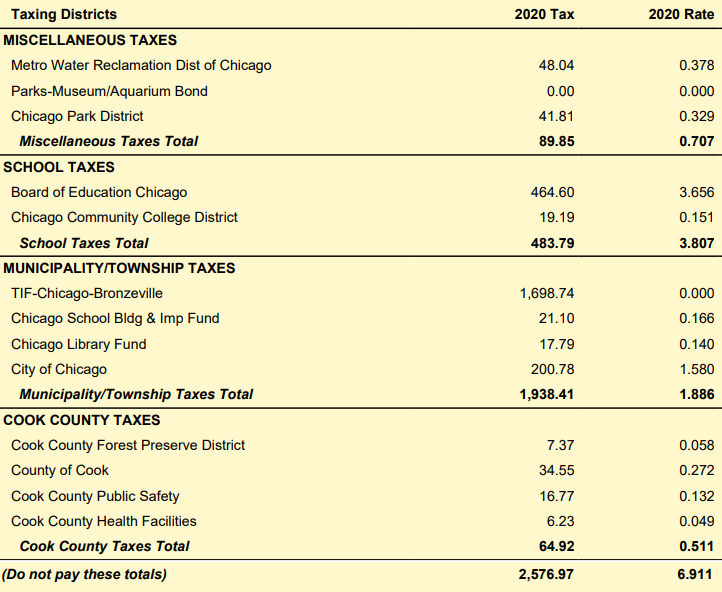 Taxing Districts 2020 Tax 2020 Rate
MISCELLANEOUS TAXES
Metro Water Reclamation Dist of Chicago 48.04 0.378
Parks-Museum/Aquarium Bond 0.00 0.000
Chicago Park District 41.81 0.329
Miscellaneous Taxes Total 89.85 0.707
SCHOOL TAXES
Board of Education Chicago 464.60 3.656
Chicago Community College District 19.19 0.151
School Taxes Total 483.79 3.807
MUNICIPALITY/TOWNSHIP TAXES
TIF-Chicago-Bronzeville 1,698.74 0.000
Chicago School Bldg & Imp Fund 21.10 0.166
Chicago Library Fund 17.79 0.140
City of Chicago 200.78 1.580
Municipality/Township Taxes Total 1,938.41 1.886
COOK COUNTY TAXES
Cook County Forest Preserve District 7.37 0.058
County of Cook 34.55 0.272
Cook County Public Safety 16.77 0.132
Cook County Health Facilities 6.23 0.049
Cook County Taxes Total 64.92 0.511
(Do not pay these totals) 2,576.97 6.911